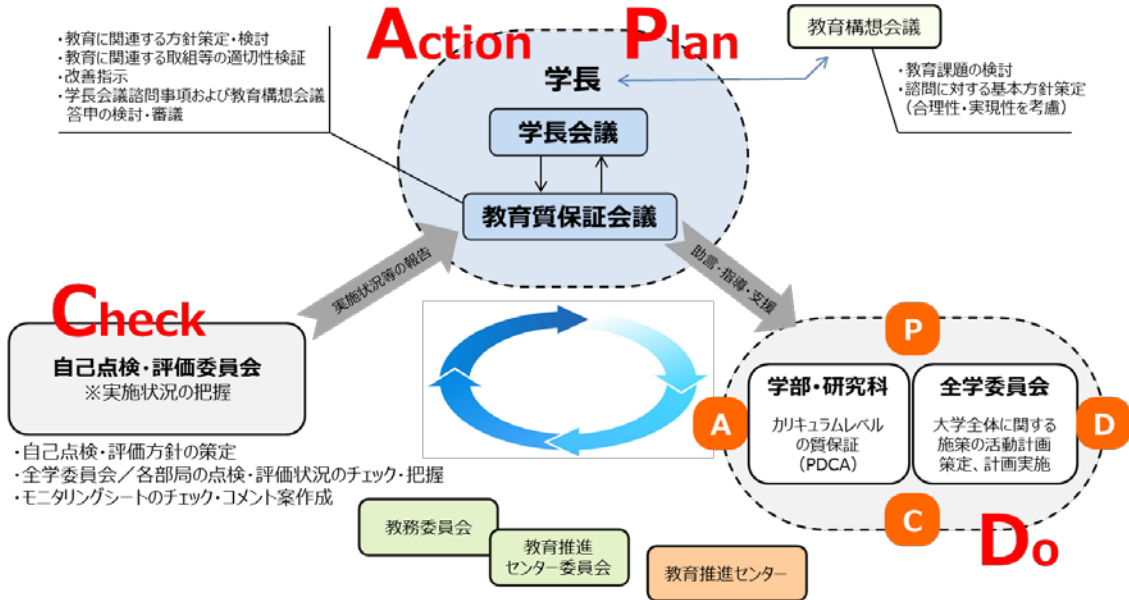 Action
Plan
教育構想会議
・教育に関連する方針策定・検討
・教育に関連する取組等の適切性検証
・改善指示
・学長会議諮問事項および教育構想会議
答申の検討・審議
・教育課題の検討
・諮問に対する基本方針策定
（合理性・実現性を考慮）
学長
学長会議
教育質保証会議
実施状況等の報告
助言・指導・支援
Check
自己点検・評価委員会
※実施状況の把握
・自己点検・評価方針の策定
・全学委員会／各部局の点検・評価状況のチェック・把握
・モニタリングシートのチェック・コメント案作成
P
A
学部・研究科
カリキュラムレベル
の質保証
（PDCA）
全学委員会
大学全体に関する
施策の活動計画
策定、計画実施
D
C
Do
教務委員会
教育推進
センター委員会
教育推進センター